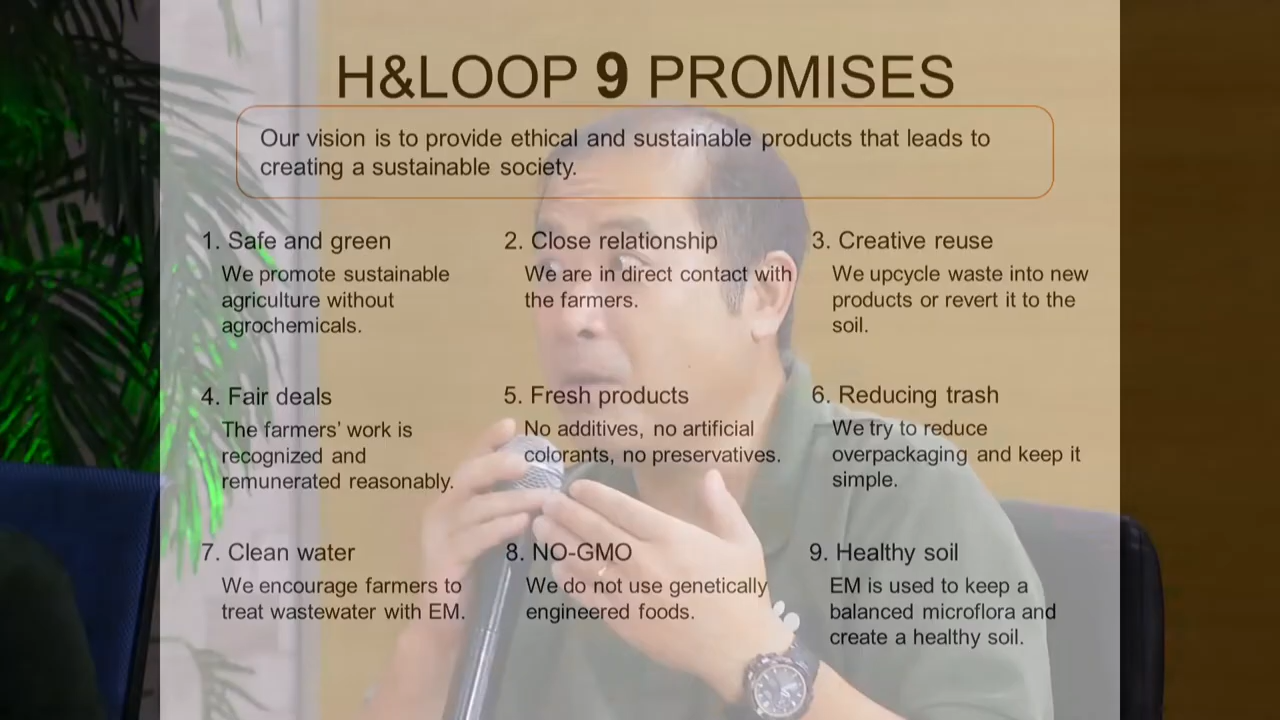 H&LOOP 9 PROMISES
Our vision is to provide ethical and sustainable products that leads to
creating a sustainable society.
1. Safe and green
We promote sustainable
agriculture without
agrochemicals.
2. Close relationship
We are in direct contact with
the farmers.
3. Creative reuse
We upcycle waste into new
products or revert it to the
soil.
4. Fair deals
The farmers' work is
recognized and
remunerated reasonably.
5. Fresh products
No additives, no artificial
colorants, no preservatives.
6. Reducing trash
We try to reduce
overpackaging and keep it
simple.
7. Clean water
We encourage farmers to
treat wastewater with EM.
8. NO-GMO
We do not use genetically
engineered foods.
9. Healthy soil
EM is used to keep a
balanced microflora and
create a healthy soil.